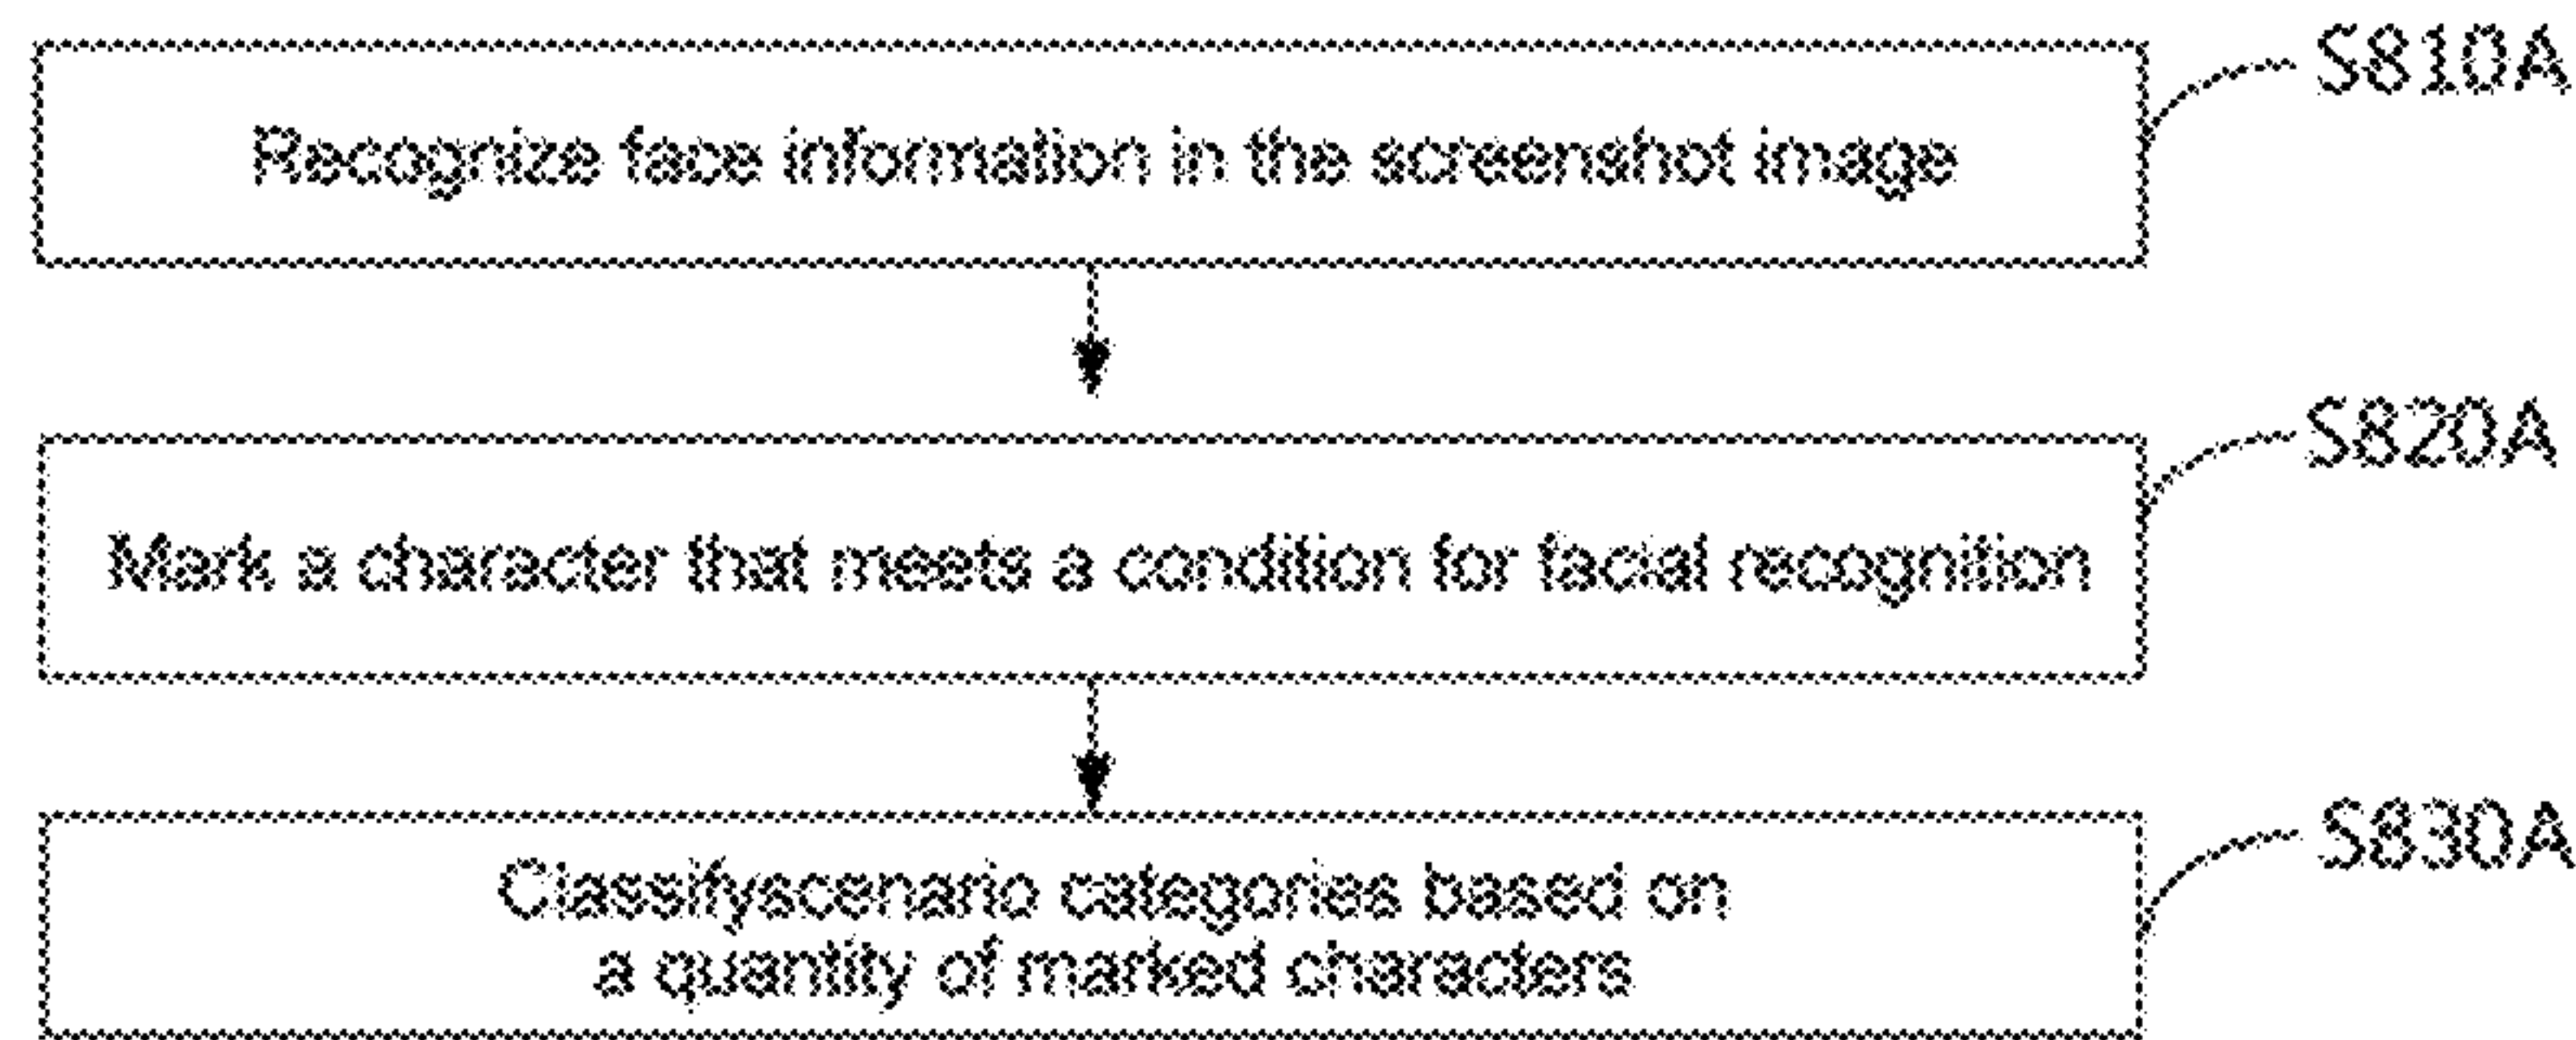 Recognize face information in the screenshot image
S810A
Mark a character that meets a condition for facial recognition
S820A
Classifyscenario categories based on
a quantity of marked characters
S830A